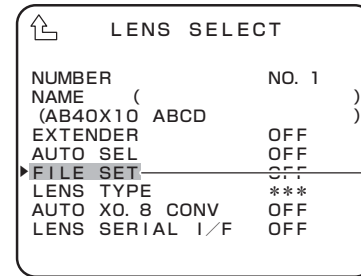 LENS SELECT
NUMBER NO. 1
NAME ( )
(AB40X10 ABCD )
EXTENDER OFF
AUTO SEL OFF
FILE SET OFF
LENS TYPE ***
AUTO X0. 8 CONV OFF
LENS SERIAL I/F OFF